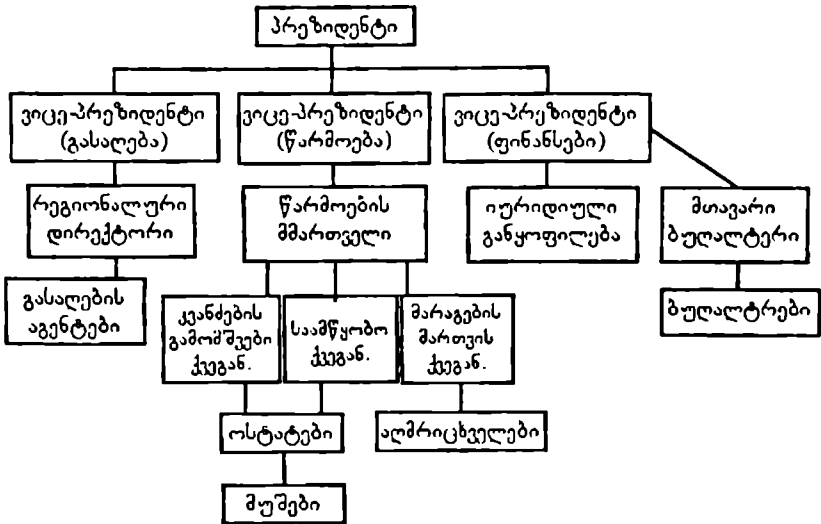 პრეზიდენტი
ვიცე-პრეზიდენტი
(გასაღება)
ვიცე-პრეზიდენტი
(წარმოება)
ვიცე-პრეზიდენტი
(ფინანსები)
რეგიონალური
დირექტორი
წარმოების
მმართველი
იურიდიული
განყოფილება
მთავარი
ბუღალტერი
გასაღების
აგენტები
კვანძების
გამომშვები
ქვეგან.
საამწყობო
ქვეგან.
მარაგების
მართვის
ქვეგან.
ბუღალტრები
ოსტატები
აღმრიცხველები
მუშები